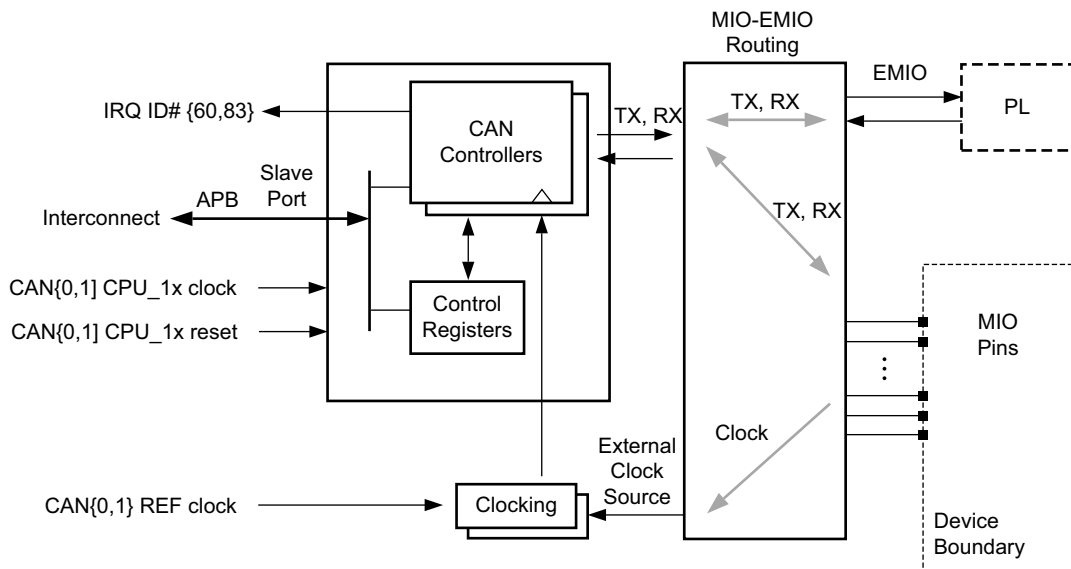 MIO-EMIO
Routing
EMIO
PL
IRQ ID# {60,83}
CAN
Controllers
TX, RX
TX, RX
Slave
Port
APB
Interconnect
TX, RX
CAN{0,1] CPU_1x clock
CAN{0,1] CPU_1x reset
Control
Registers
MIO
Pins
Clock
External
Clock
Source
CAN{0,1} REF clock
Clocking
Device
Boundary